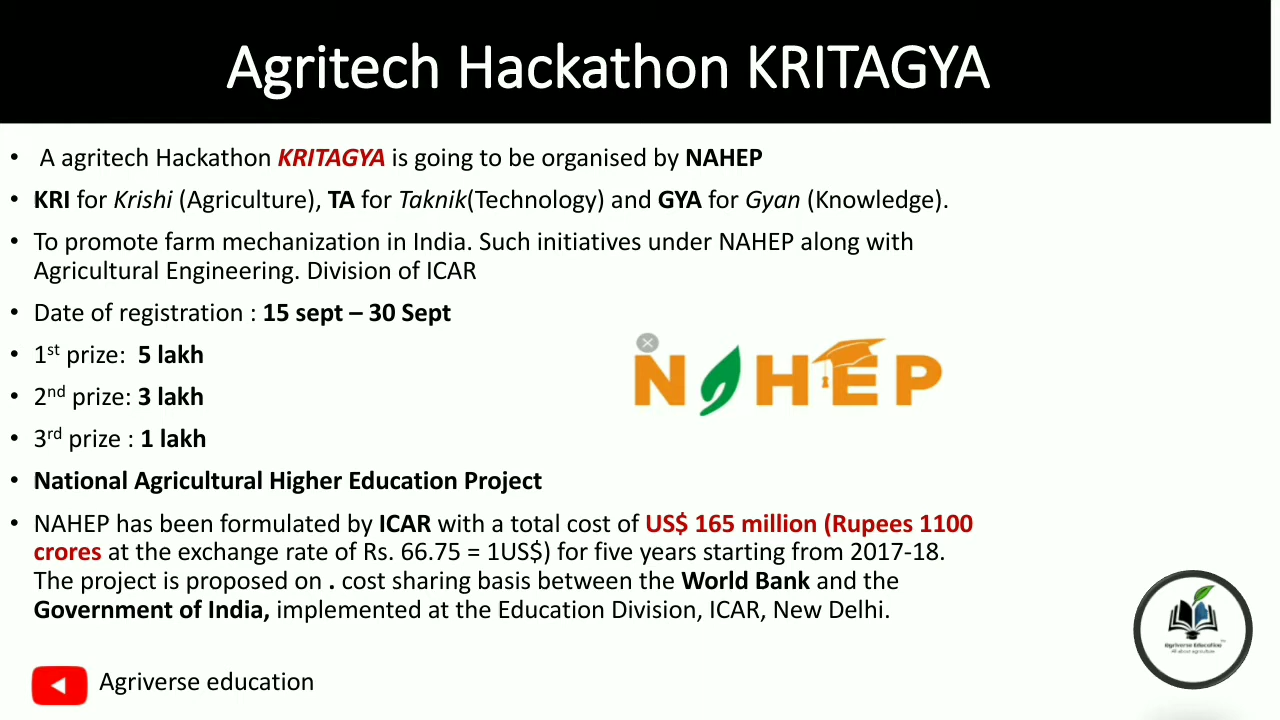 Agritech Hackathon KRITAGYA
• A agritech Hackathon KRITAGYA is going to be organised by NAHEP
• KRI for Krishi (Agriculture), TA for Taknik(Technology) and GYA for Gyan (Knowledge).
• To promote farm mechanization in India. Such initiatives under NAHEP along with
Agricultural Engineering. Division of ICAR
• Date of registration : 15 sept – 30 Sept
• 1st prize: 5 lakh
• 2nd prize: 3 lakh
• 3rd prize : 1 lakh
NAHEP
• National Agricultural Higher Education Project
• NAHEP has been formulated by ICAR with a total cost of US$ 165 million (Rupees 1100
crores at the exchange rate of Rs. 66.75 = 1US$) for five years starting from 2017-18.
The project is proposed on . cost sharing basis between the World Bank and the
Government of India, implemented at the Education Division, ICAR, New Delhi.
Agriverse Education
All about agriculture
Agriverse education